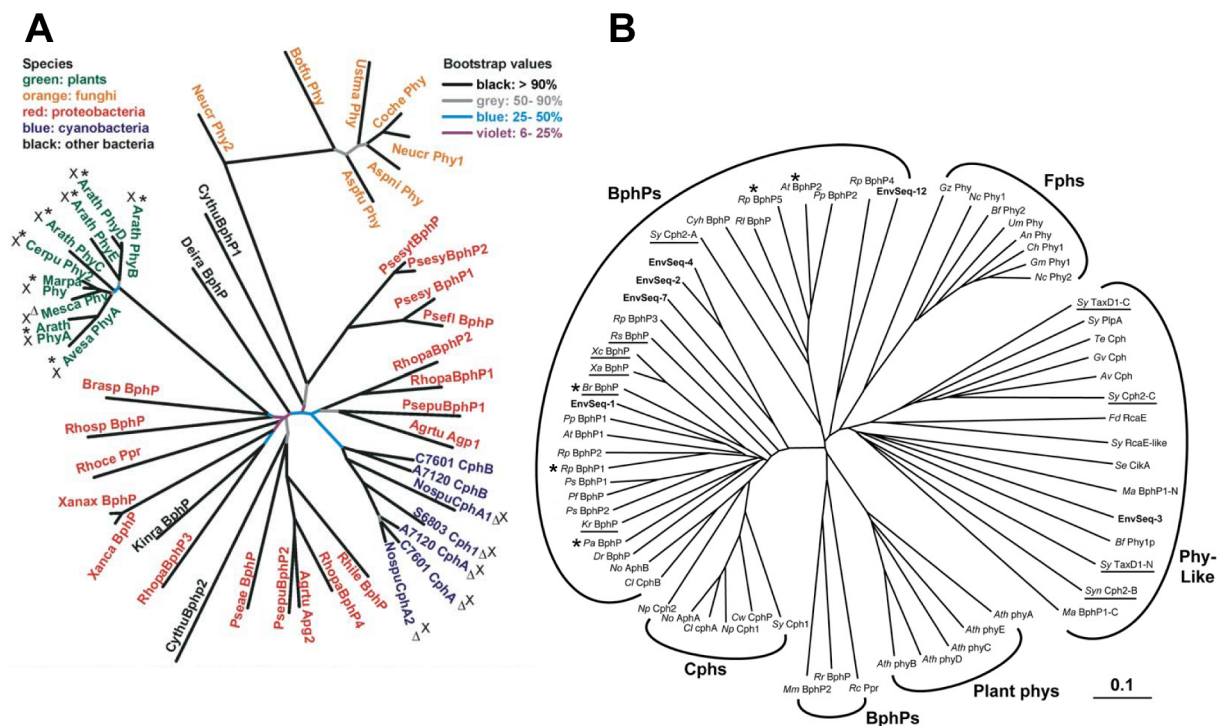 A
Species
green: plants
orange: funghi
red: proteobacteria
blue: cyanobacteria
black: other bacteria
Bootstrap values
black: > 90%
grey: 50- 90%
blue: 25- 50%
violet: 6- 25%
Neucr Phy2
Botfu Phy
Ustma Phy
Coche Phy
Neucr Phy1
Aspni Phy
Aspfu Phy
X *
Arath PhyD
X *
Arath PhyE
X *
Arath PhyB
X *
Arath PhyC
X *
Cerpu Phy2
* X
Marpa
Phy
XΔ
Mesca Phy
* X
Arath
PhyA
* X
Avesa PhyA
CythuBphP1
Deira BphP
PsesytBphP
PsesyBphP2
Psesy BphP1
Psefl BphP
RhopaBphP2
RhopaBphP1
PsepuBphP1
Agrtu Agp1
C7601 CphB
A7120 CphB
NospuCphA1 ΔX
S6803 Cph1 ΔX
A7120 CphA ΔX
C7601 CphA ΔX
NospuCphA2 ΔX
Rhile BphP
RhopaBphP4
Agrtu Apg2
PsepuBphP2
Pseae BphP
CythuBphp2
RhopaBphP3
Kinra BphP
Xanca BphP
Xanax BphP
Rhoce Ppr
Rhosp BphP
Brasp BphP
B
BphPs
Sy Cph2-A
Cyh BphP
Rl BphP
* Rp BphP5
* At BphP2
Pp BphP2
Rp BphP4
EnvSeq-12
EnvSeq-4
EnvSeq-2
EnvSeq-7
Rp BphP3
Rs BphP
Xc BphP
Xa BphP
* Br BphP
EnvSeq-1
Pp BphP1
At BphP1
Rp BphP2
* Rp BphP1
Ps BphP1
Pf BphP
Ps BphP2
Kr BphP
* Pa BphP
Dr BphP
No AphB
Cl CphB
Fphs
Gz Phy
Nc Phy1
Bf Phy2
Um Phy
An Phy
Ch Phy1
Gm Phy1
Nc Phy2
Sy TaxD1-C
Sy PlpA
Te Cph
Gv Cph
Av Cph
Sy Cph2-C
Fd RcaE
Sy RcaE-like
Se CikA
Ma BphP1-N
EnvSeq-3
Bf Phy1p
Sy TaxD1-N
Syn Cph2-B
Ma BphP1-C
Phy-
Like
Np Cph2
No AphA
Cl cphA
Np Cph1
Cw CphP
Sy Cph1
Cphs
Mm BphP2
Rr BphP
Rc Ppr
BphPs
Ath phyB
Ath phyD
Ath phyC
Ath phyE
Ath phyA
Plant phys
0.1